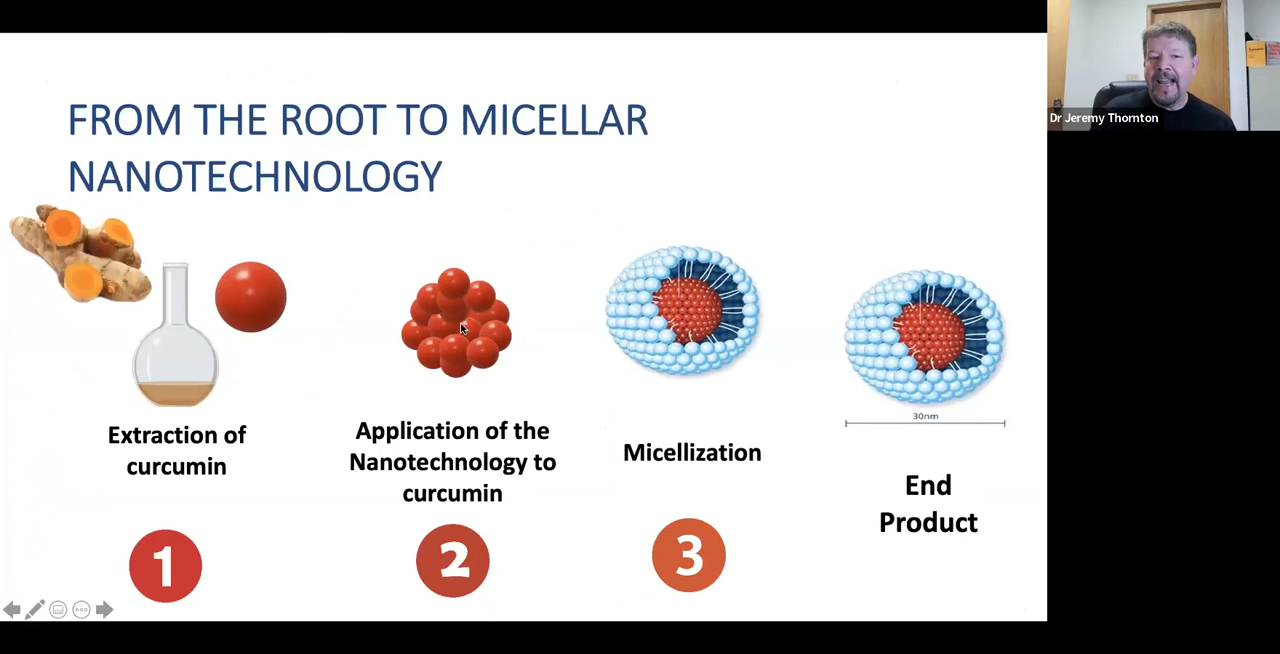 FROM THE ROOT TO MICELLAR
NANOTECHNOLOGY
Dr Jeremy Thornton
Extraction of
curcumin
1
Application of the
Nanotechnology to
curcumin
2
Micellization
3
30nm
End
Product